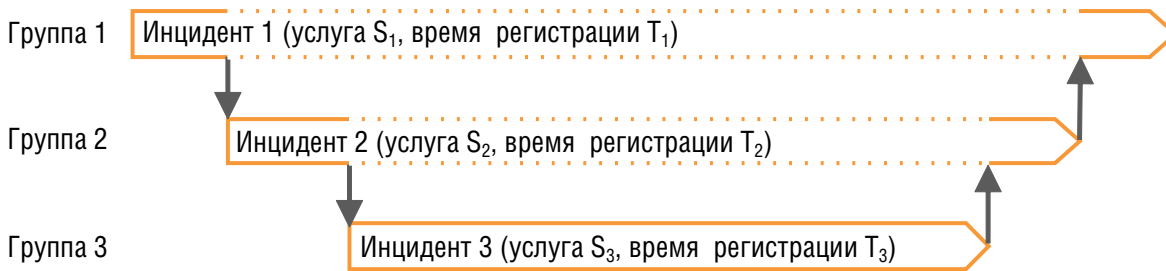 Группа 1 Инцидент 1 (услуга S₁, время регистрации T₁)
Группа 2 Инцидент 2 (услуга S₂, время регистрации T₂)
Группа 3 Инцидент 3 (услуга S₃, время регистрации T₃)